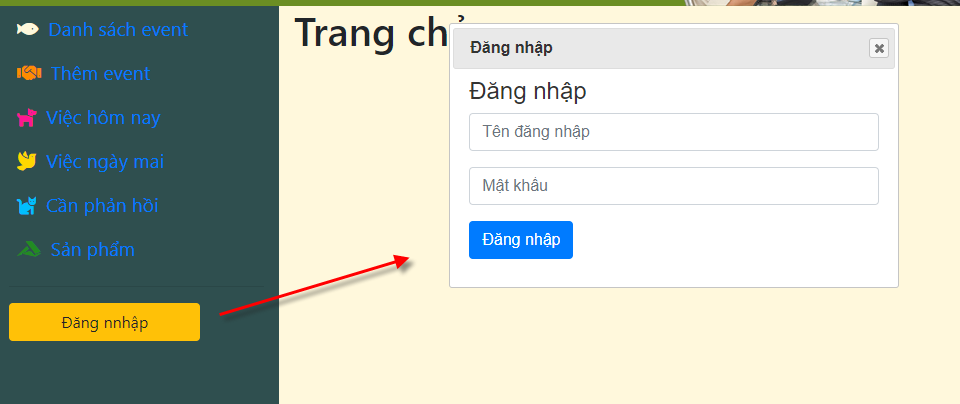 Danh sách event
Thêm event
Việc hôm nay
Việc ngày mai
Cần phản hồi
Sản phẩm
Đăng nnhập
Trang chủ
Đăng nhập
Đăng nhập
Tên đăng nhập
Mật khẩu
Đăng nhập